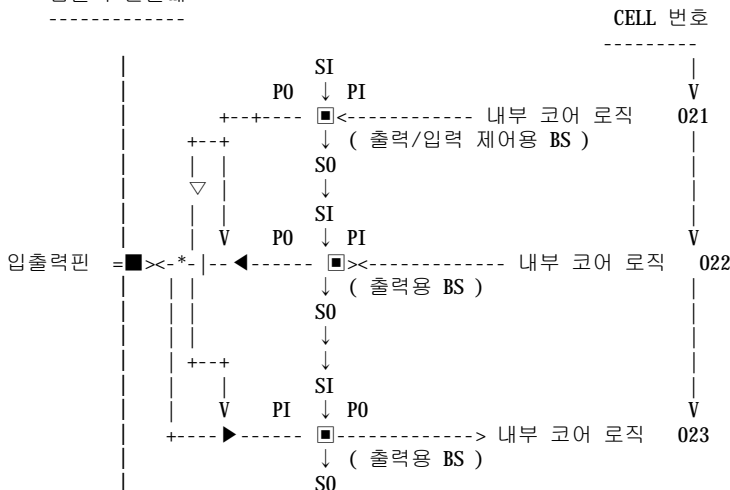 CELL 번호
SI
PO ↓ PI V
+--+---- ▣<------------ 내부 코어 로직 021
+--+ ↓ ( 출력/입력 제어용 BS )
SO
▽ ↓
SI
V PO ↓ PI V
입출력핀 =■><-*-|-- ◀------ ▣><------------- 내부 코어 로직 022
↓ ( 출력용 BS )
SO
↓
+--+ ↓
SI
V PI ↓ PO V
+----▶------ ▣-------------> 내부 코어 로직 023
↓ ( 출력용 BS )
SO